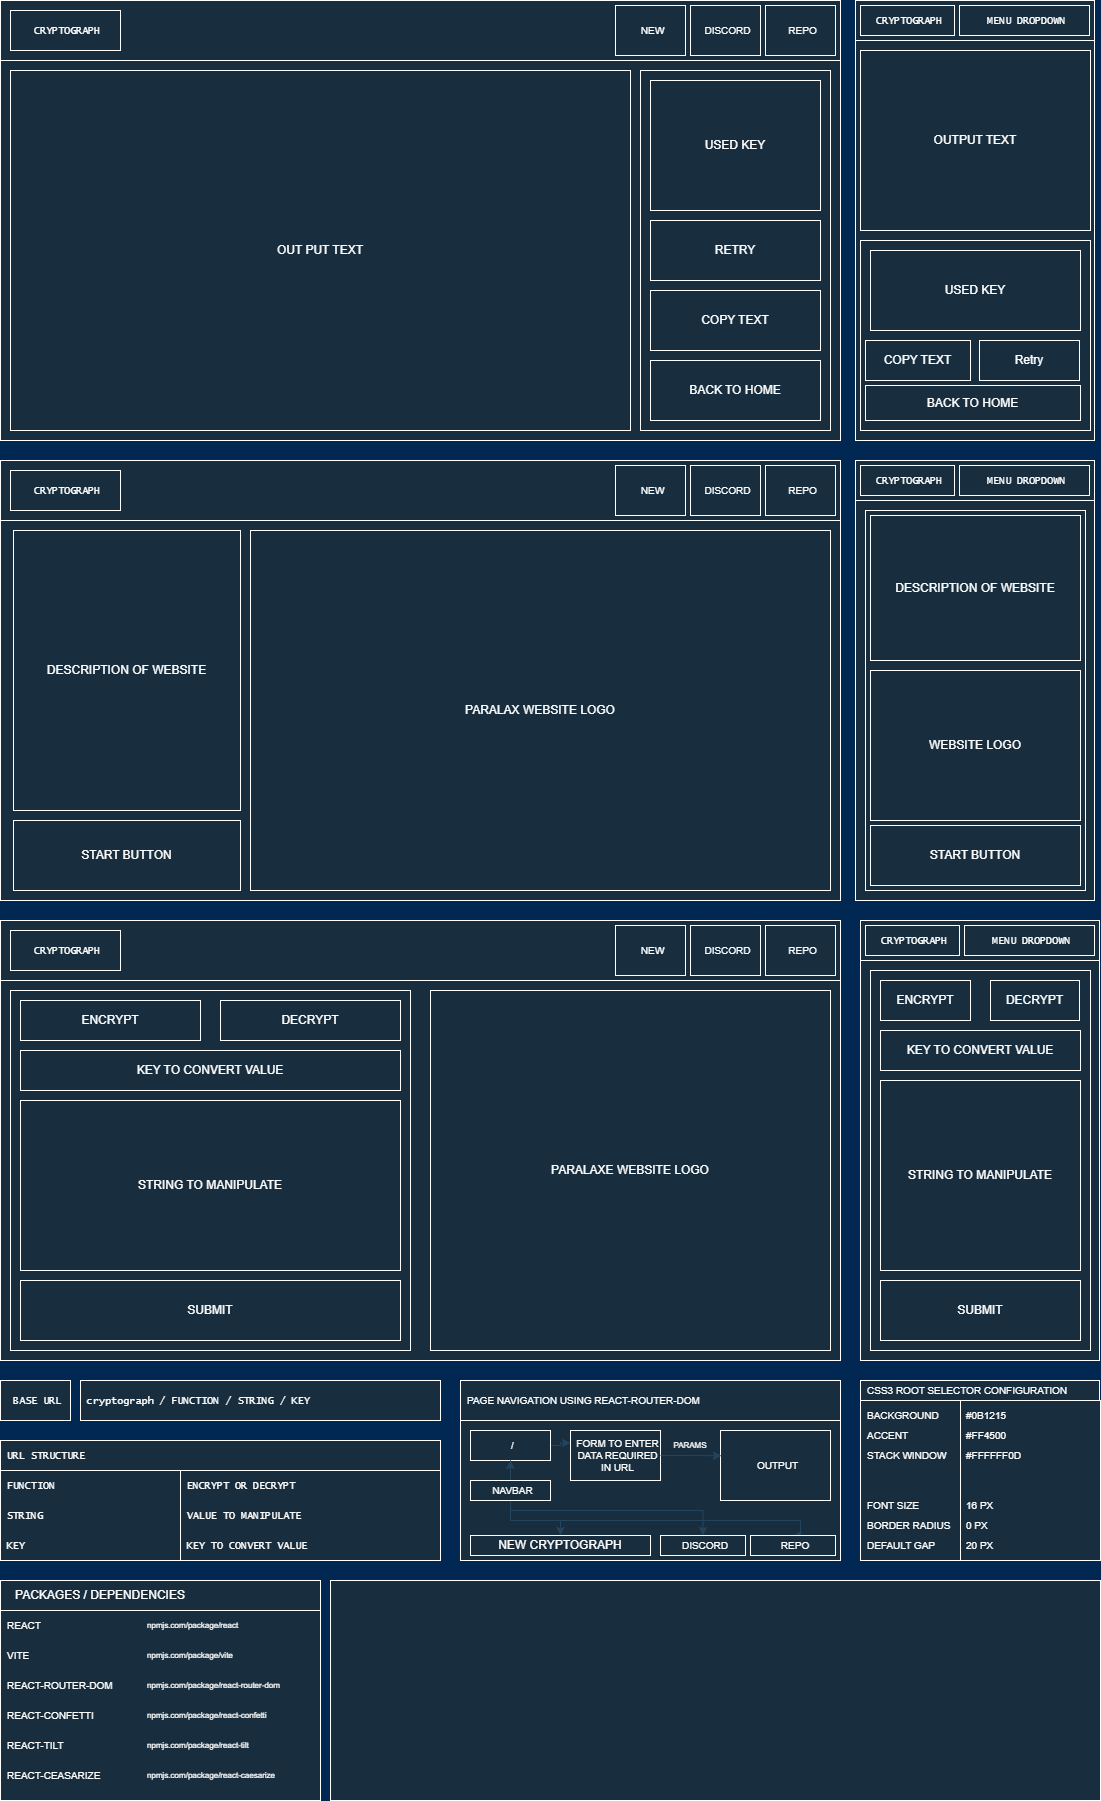 CRYPTOGRAPH
NEW
DISCORD
REPO
OUT PUT TEXT
USED KEY
RETRY
COPY TEXT
BACK TO HOME
CRYPTOGRAPH
MENU DROPDOWN
OUTPUT TEXT
USED KEY
COPY TEXT
Retry
BACK TO HOME
CRYPTOGRAPH
NEW
DISCORD
REPO
DESCRIPTION OF WEBSITE
PARALAX WEBSITE LOGO
START BUTTON
CRYPTOGRAPH
MENU DROPDOWN
DESCRIPTION OF WEBSITE
WEBSITE LOGO
START BUTTON
CRYPTOGRAPH
NEW
DISCORD
REPO
ENCRYPT
DECRYPT
KEY TO CONVERT VALUE
STRING TO MANIPULATE
SUBMIT
PARALAXE WEBSITE LOGO
CRYPTOGRAPH
MENU DROPDOWN
ENCRYPT
DECRYPT
KEY TO CONVERT VALUE
STRING TO MANIPULATE
SUBMIT
BASE URL
cryptograph / FUNCTION / STRING / KEY
URL STRUCTURE
FUNCTION
ENCRYPT OR DECRYPT
STRING
VALUE TO MANIPULATE
KEY
KEY TO CONVERT VALUE
PAGE NAVIGATION USING REACT-ROUTER-DOM
/
FORM TO ENTER
DATA REQUIRED
IN URL
PARAMS
OUTPUT
NAVBAR
NEW CRYPTOGRAPH
DISCORD
REPO
CSS3 ROOT SELECTOR CONFIGURATION
BACKGROUND
#0B1215
ACCENT
#FF4500
STACK WINDOW
#FFFFFF0D
FONT SIZE
16 PX
BORDER RADIUS
0 PX
DEFAULT GAP
20 PX
PACKAGES / DEPENDENCIES
REACT
npmjs.com/package/react
VITE
npmjs.com/package/vite
REACT-ROUTER-DOM
npmjs.com/package/react-router-dom
REACT-CONFETTI
npmjs.com/package/react-confetti
REACT-TILT
npmjs.com/package/react-tilt
REACT-CEASARIZE
npmjs.com/package/react-caesarize